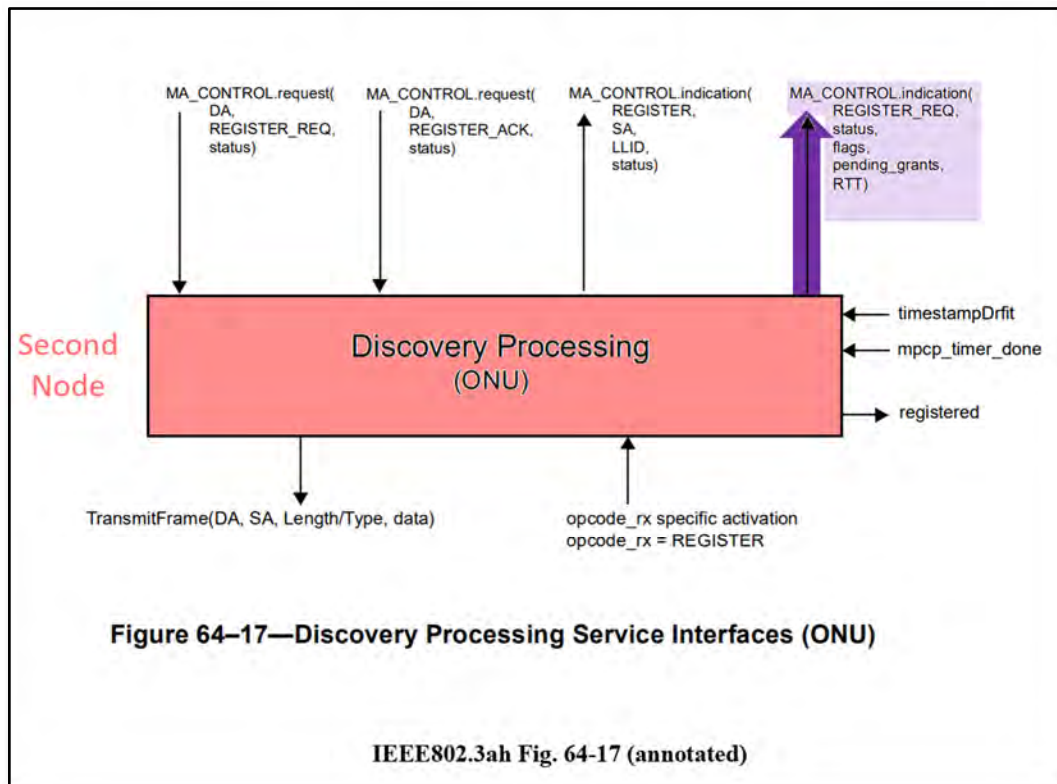 MA_CONTROL.request(
DA,
REGISTER_REQ,
status)
MA_CONTROL.request(
DA,
REGISTER_ACK,
status)
MA_CONTROL.indication(
REGISTER,
SA,
LLID,
status)
MA_CONTROL.indication(
REGISTER_REQ,
status,
flags,
pending_grants,
RTT)
Second
Node
Discovery Processing
(ONU)
timestampDrfit
mpcp_timer_done
registered
TransmitFrame(DA, SA, Length/Type, data)
opcode_rx specific activation
opcode_rx = REGISTER
Figure 64–17—Discovery Processing Service Interfaces (ONU)
IEEE802.3ah Fig. 64-17 (annotated)